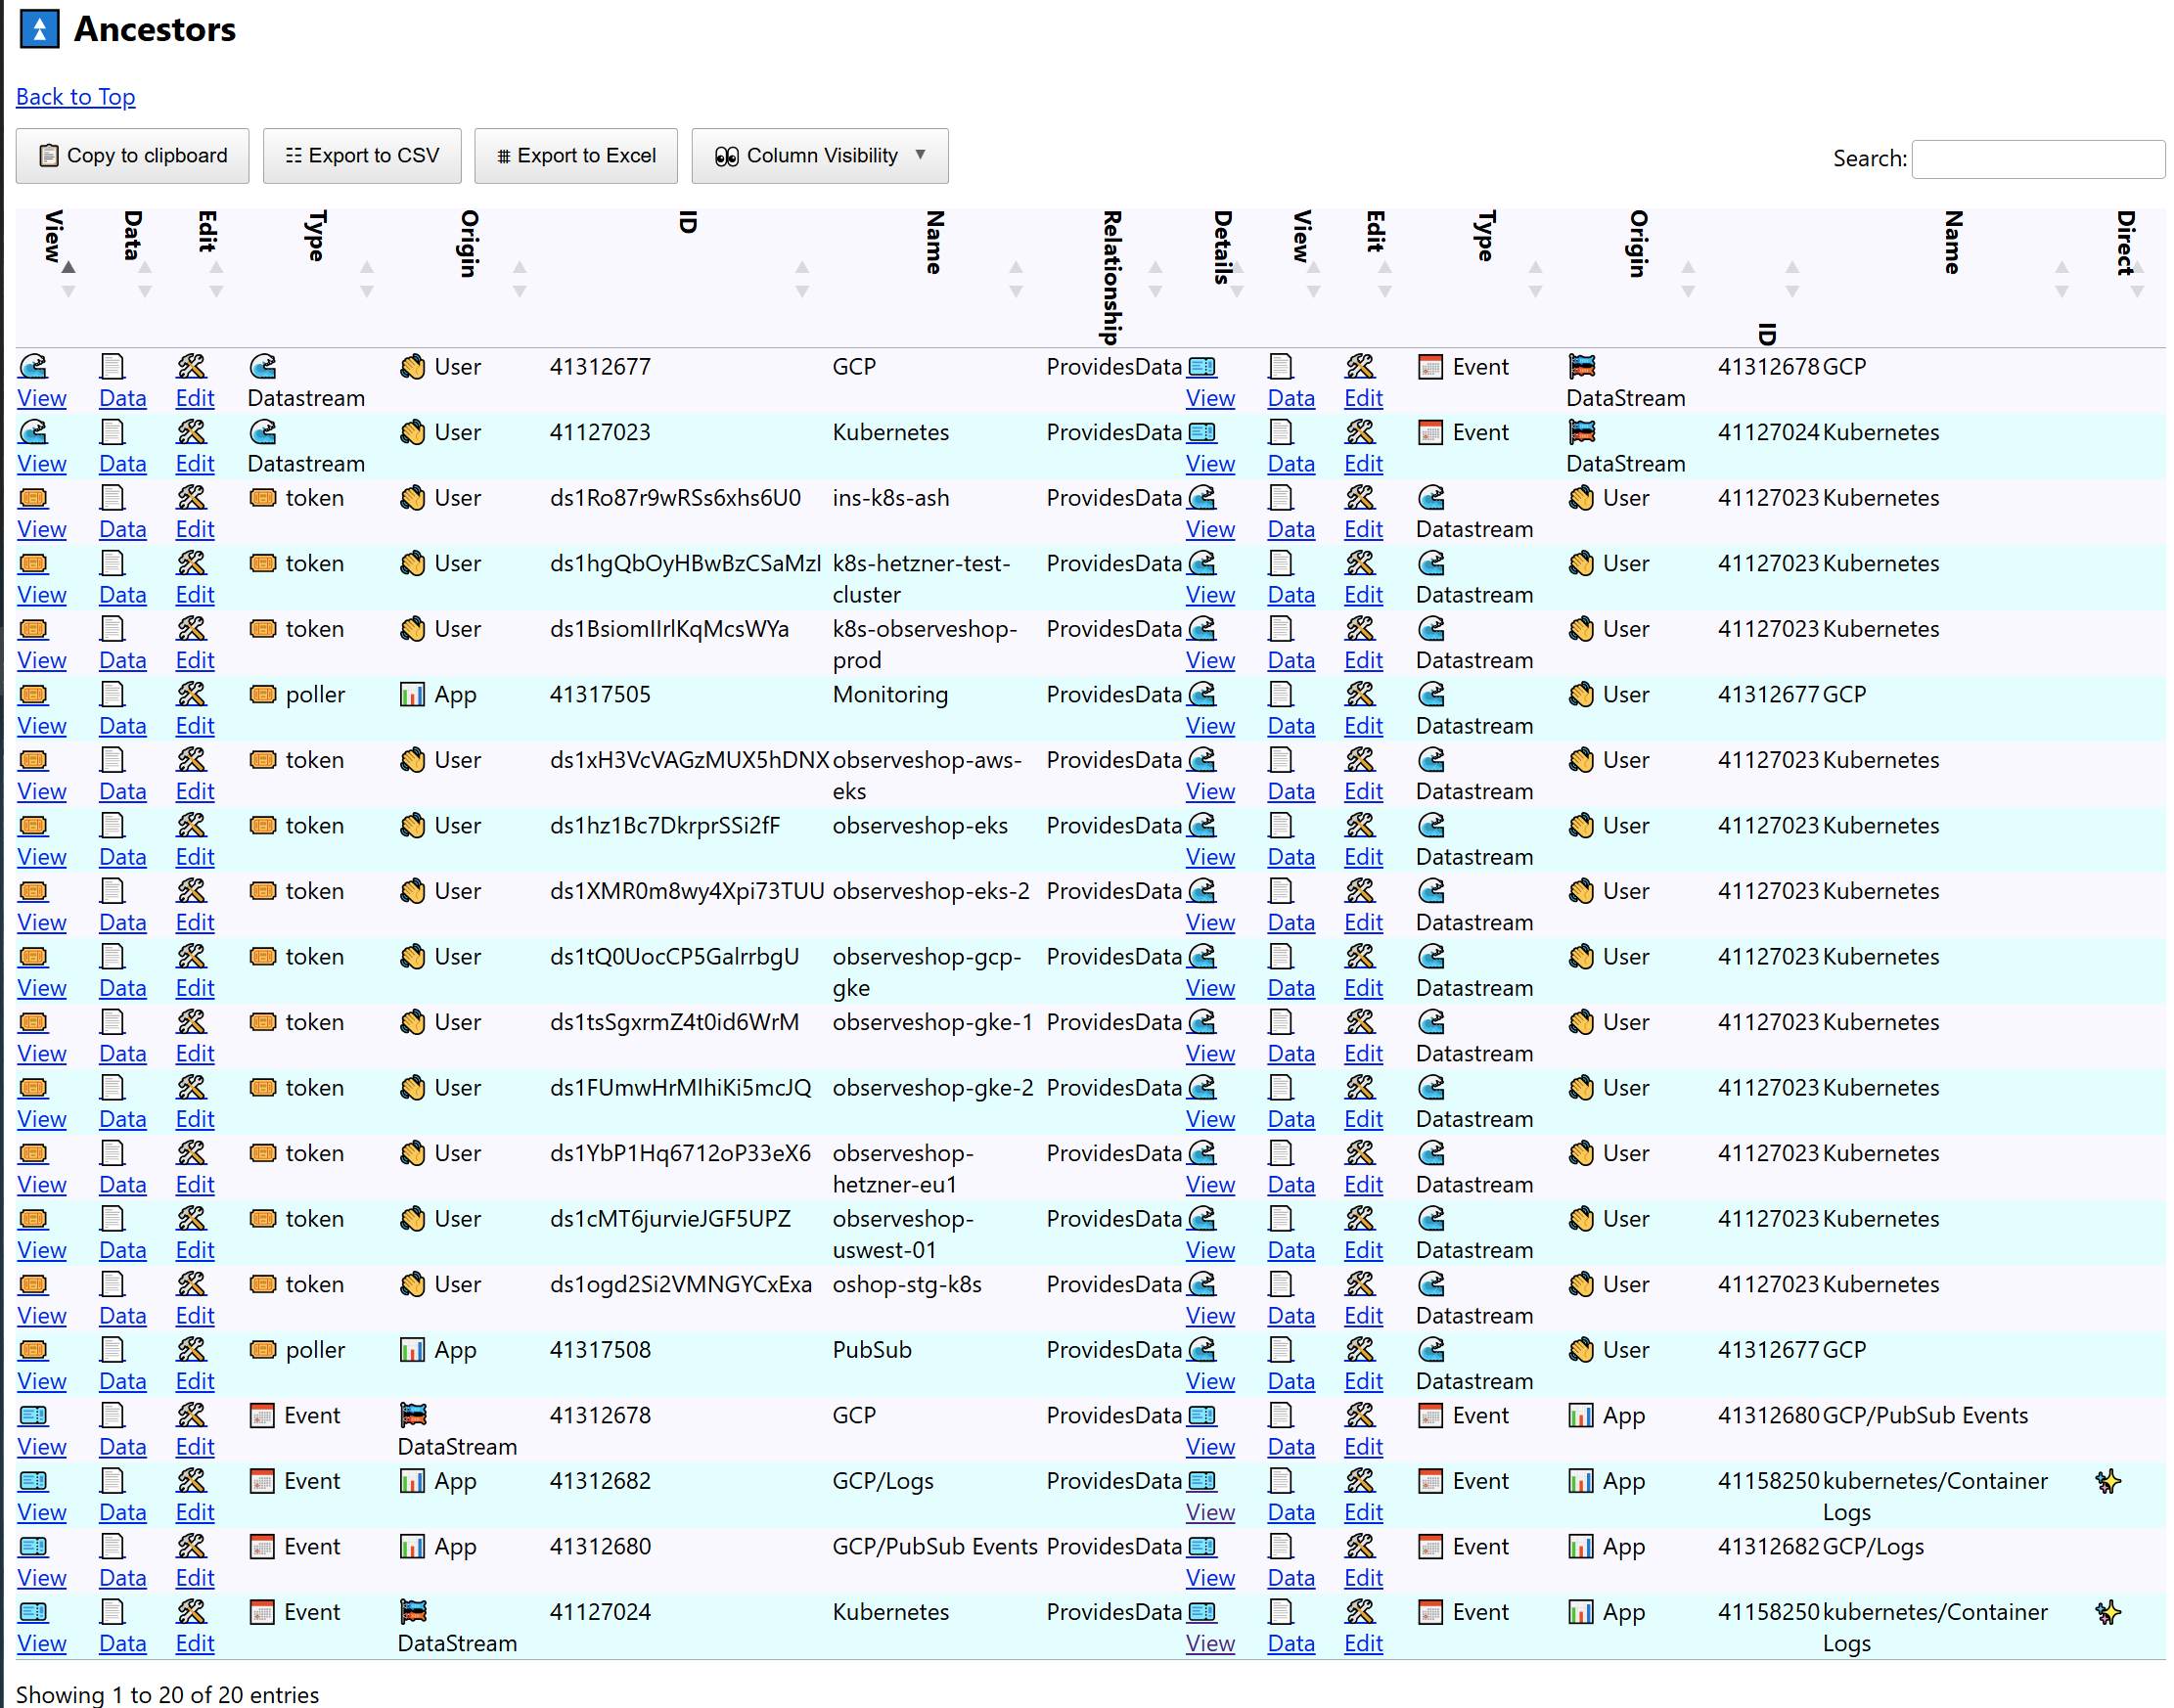 Ancestors
Back to Top
Copy to clipboard Export to CSV Export to Excel Column Visibility ▼ Search:
View Data Edit Type Origin ID Name Relationship Details View Edit Type Origin ID Name Direct
User 41312677 GCP ProvidesData Event 41312678 GCP
View Data Edit Datastream View Data Edit DataStream
User 41127023 Kubernetes ProvidesData Event 41127024 Kubernetes
View Data Edit Datastream View Data Edit DataStream
token User ds1Ro87r9wRSs6xhs6U0 ins-k8s-ash ProvidesData User 41127023 Kubernetes
View Data Edit View Data Edit Datastream
token User ds1hgQbOyHBwBzCSaMzI k8s-hetzner-test- ProvidesData User 41127023 Kubernetes
View Data Edit cluster View Data Edit Datastream
token User ds1BsiomIIrlKqMcsWYa k8s-observeshop- ProvidesData User 41127023 Kubernetes
View Data Edit prod View Data Edit Datastream
poller App 41317505 Monitoring ProvidesData User 41312677 GCP
View Data Edit View Data Edit Datastream
token User ds1xH3VcVAGzMUX5hDNX observeshop-aws- ProvidesData User 41127023 Kubernetes
View Data Edit eks View Data Edit Datastream
token User ds1hz1Bc7DkrprSSi2fF observeshop-eks ProvidesData User 41127023 Kubernetes
View Data Edit View Data Edit Datastream
token User ds1XMR0m8wy4Xpi73TUU observeshop-eks-2 ProvidesData User 41127023 Kubernetes
View Data Edit View Data Edit Datastream
token User ds1tQ0UocCP5GalrrbgU observeshop-gcp- ProvidesData User 41127023 Kubernetes
View Data Edit gke View Data Edit Datastream
token User ds1tsSgxrmZ4t0id6WrM observeshop-gke-1 ProvidesData User 41127023 Kubernetes
View Data Edit View Data Edit Datastream
token User ds1FUmwHrMIhiKi5mcJQ observeshop-gke-2 ProvidesData User 41127023 Kubernetes
View Data Edit View Data Edit Datastream
token User ds1YbP1Hq6712oP33eX6 observeshop- ProvidesData User 41127023 Kubernetes
View Data Edit hetzner-eu1 View Data Edit Datastream
token User ds1cMT6jurvieJGF5UPZ observeshop- ProvidesData User 41127023 Kubernetes
View Data Edit uswest-01 View Data Edit Datastream
token User ds1ogd2Si2VMNGYCxExa oshop-stg-k8s ProvidesData User 41127023 Kubernetes
View Data Edit View Data Edit Datastream
poller App 41317508 PubSub ProvidesData User 41312677 GCP
View Data Edit View Data Edit Datastream
Event 41312678 GCP ProvidesData Event App 41312680 GCP/PubSub Events
View Data Edit DataStream View Data Edit
Event App 41312682 GCP/Logs ProvidesData Event App 41158250 kubernetes/Container
View Data Edit View Data Edit Logs
Event App 41312680 GCP/PubSub Events ProvidesData Event App 41312682 GCP/Logs
View Data Edit View Data Edit
Event 41127024 Kubernetes ProvidesData Event App 41158250 kubernetes/Container
View Data Edit DataStream View Data Edit Logs
Showing 1 to 20 of 20 entries